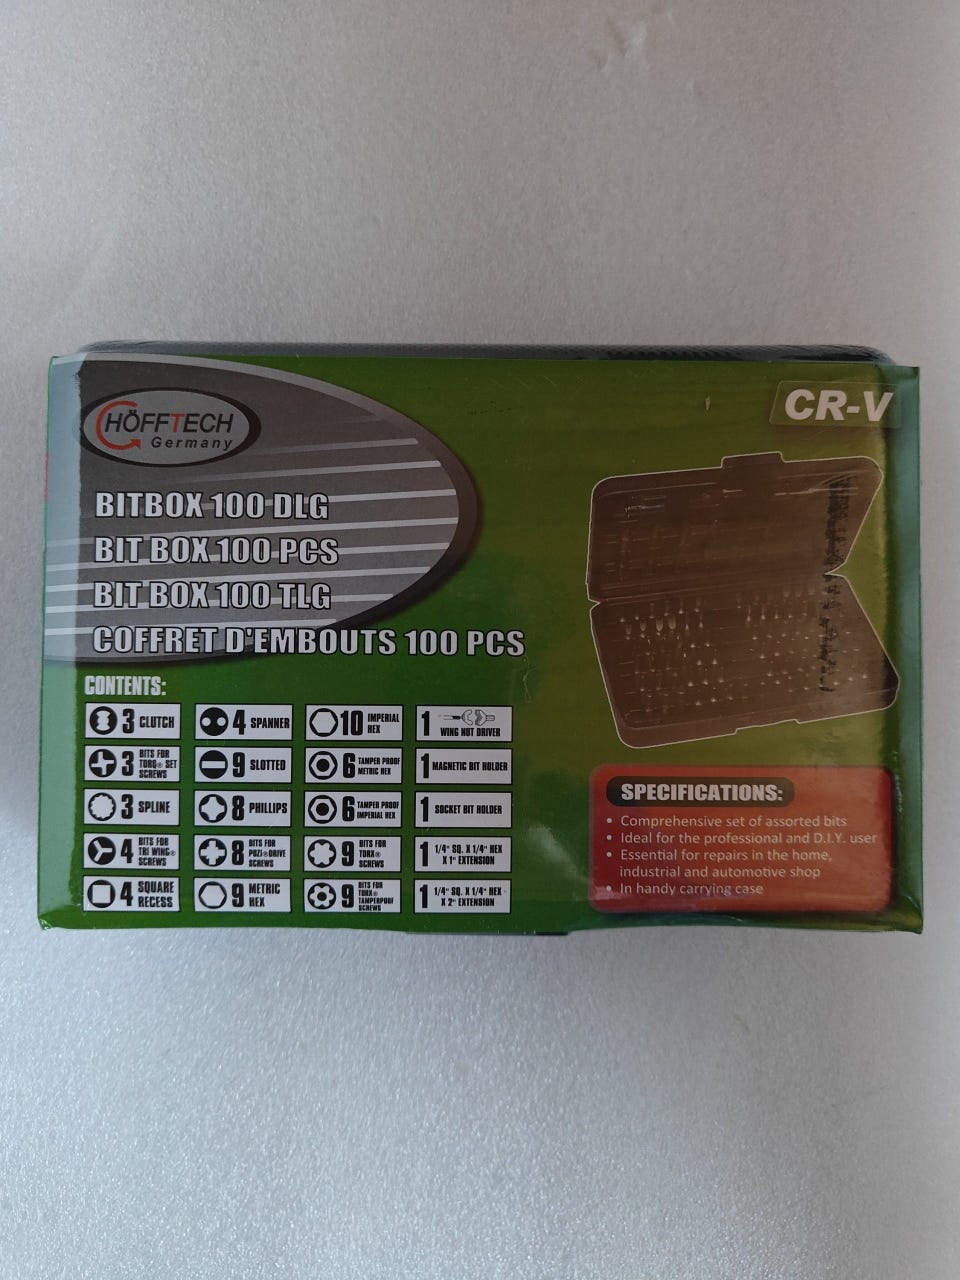 HÖFFTECH
Germany
CR-V
BITBOX 100 DLG
BIT BOX 100 PCS
BIT BOX 100 TLG
COFFRET D'EMBOUTS 100 PCS
CONTENTS:
3 CLUTCH
4 SPANNER
10 IMPERIAL
HEX
1 WING NUT DRIVER
3 BITS FOR
TORQ® SET
SCREWS
9 SLOTTED
6 TAMPER PROOF
METRIC HEX
1 MAGNETIC BIT HOLDER
3 SPLINE
8 PHILLIPS
6 TAMPER PROOF
IMPERIAL HEX
1 SOCKET BIT HOLDER
4 BITS FOR
TRI WING®
SCREWS
8 BITS FOR
POZI®DRIVE
SCREWS
9 BITS FOR
TORX®
SCREWS
1 1/4" SQ. X 1/4" HEX
X 1" EXTENSION
4 SQUARE
RECESS
9 METRIC
HEX
9 BITS FOR
TORX®
TAMPERPROOF
SCREWS
1 1/4" SQ. X 1/4" HEX
X 2" EXTENSION
SPECIFICATIONS:
• Comprehensive set of assorted bits
• Ideal for the professional and D.I.Y. user
• Essential for repairs in the home,
industrial and automotive shop
• In handy carrying case